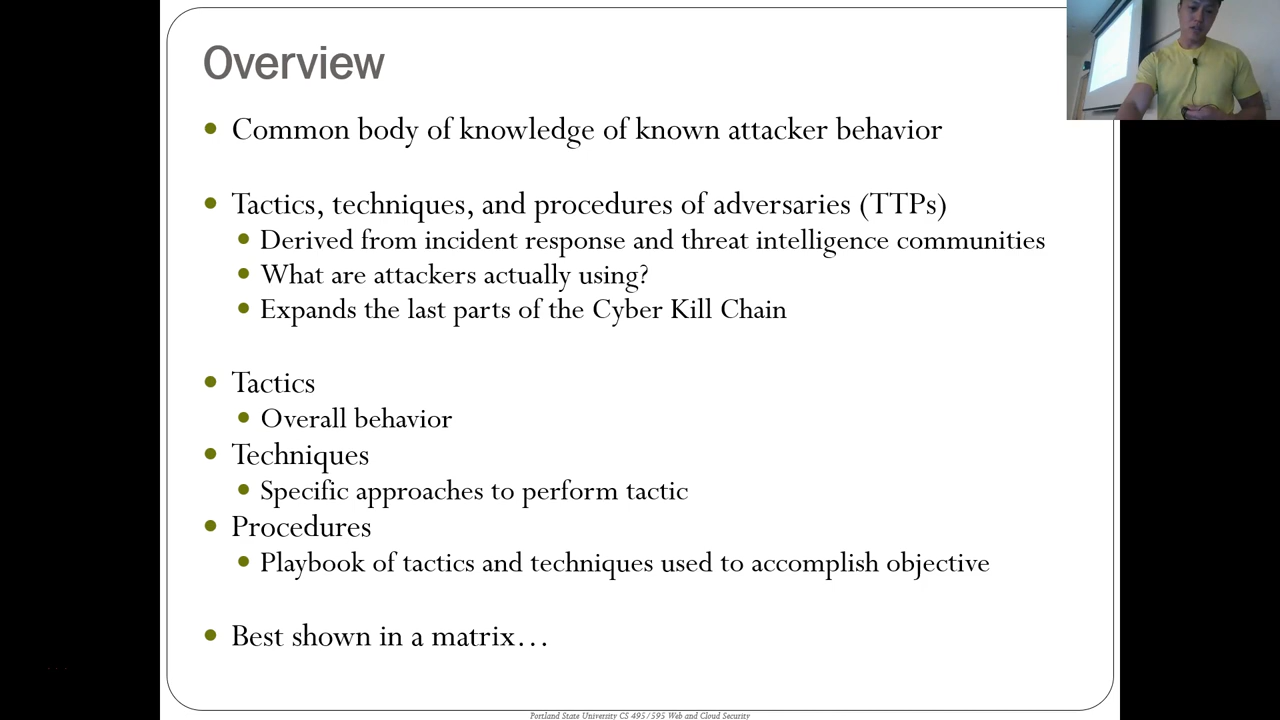 Overview
Common body of knowledge of known attacker behavior
Tactics, techniques, and procedures of adversaries (TTPs)
Derived from incident response and threat intelligence communities
What are attackers actually using?
Expands the last parts of the Cyber Kill Chain
Tactics
Overall behavior
Techniques
Specific approaches to perform tactic
Procedures
Playbook of tactics and techniques used to accomplish objective
Best shown in a matrix…
Portland State University CS 495/595 Web and Cloud Security